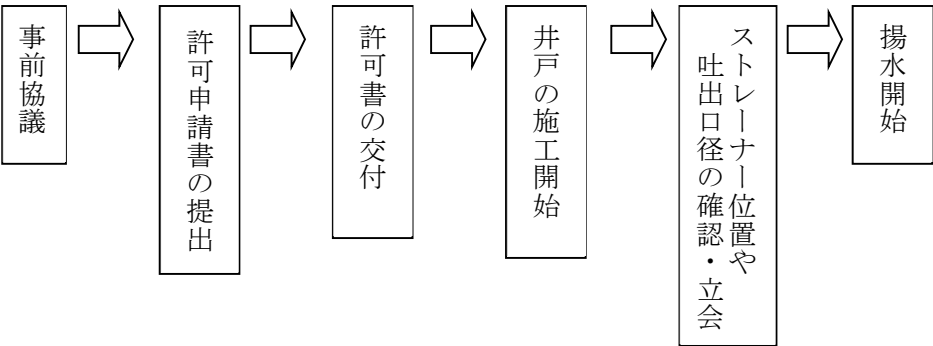 事前協議
許可申請書の提出
許可書の交付
井戸の施工開始
ストレーナー位置や
吐出口径の確認・立会
揚水開始